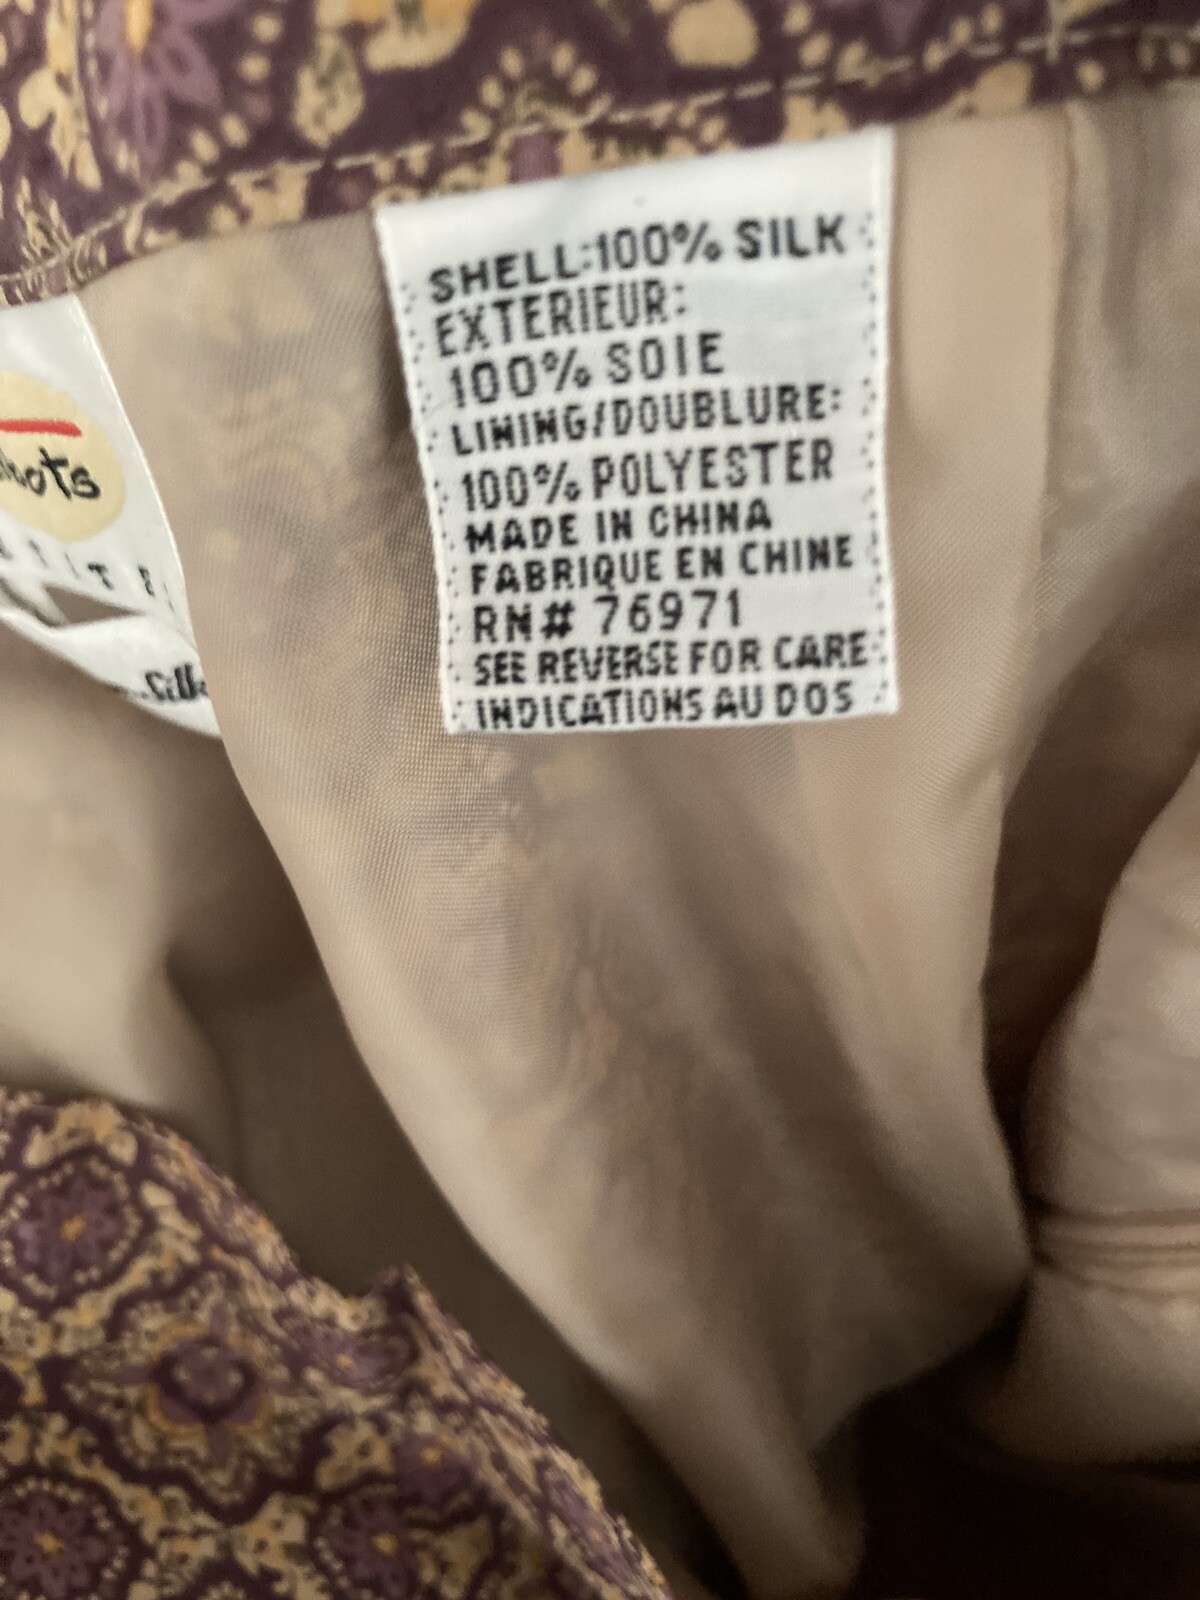 SHELL:100% SILK
EXTERIEUR:
100% SOIE
LINING/DOUBLURE:
100% POLYESTER
MADE IN CHINA
FABRIQUE EN CHINE
RN# 76971
SEE REVERSE FOR CARE
INDICATIONS AU DOS